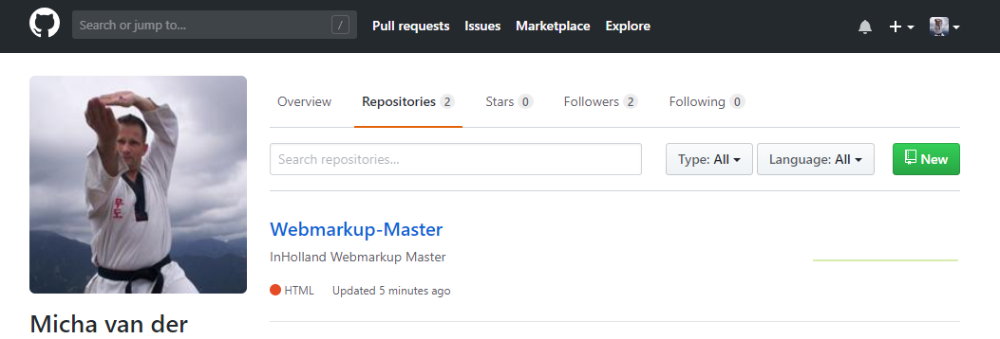 Search or jump to... /
Pull requests Issues Marketplace Explore
Overview Repositories 2 Stars 0 Followers 2 Following 0
Search repositories... Type: All Language: All New
Webmarkup-Master
InHolland Webmarkup Master
HTML Updated 5 minutes ago
무도
Micha van der